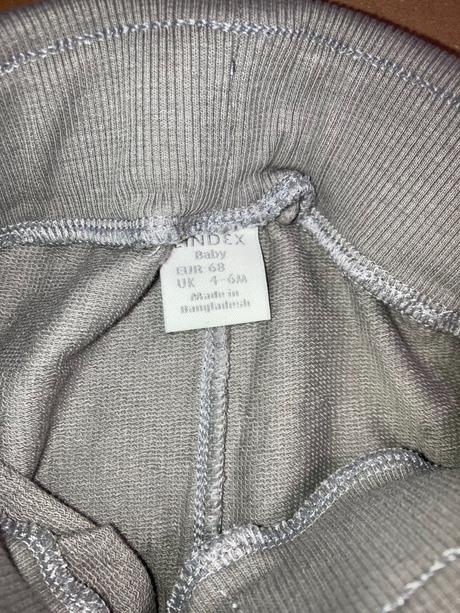 LINDEX
Baby
EUR 68
UK 4-6M
Made in
Bangladesh